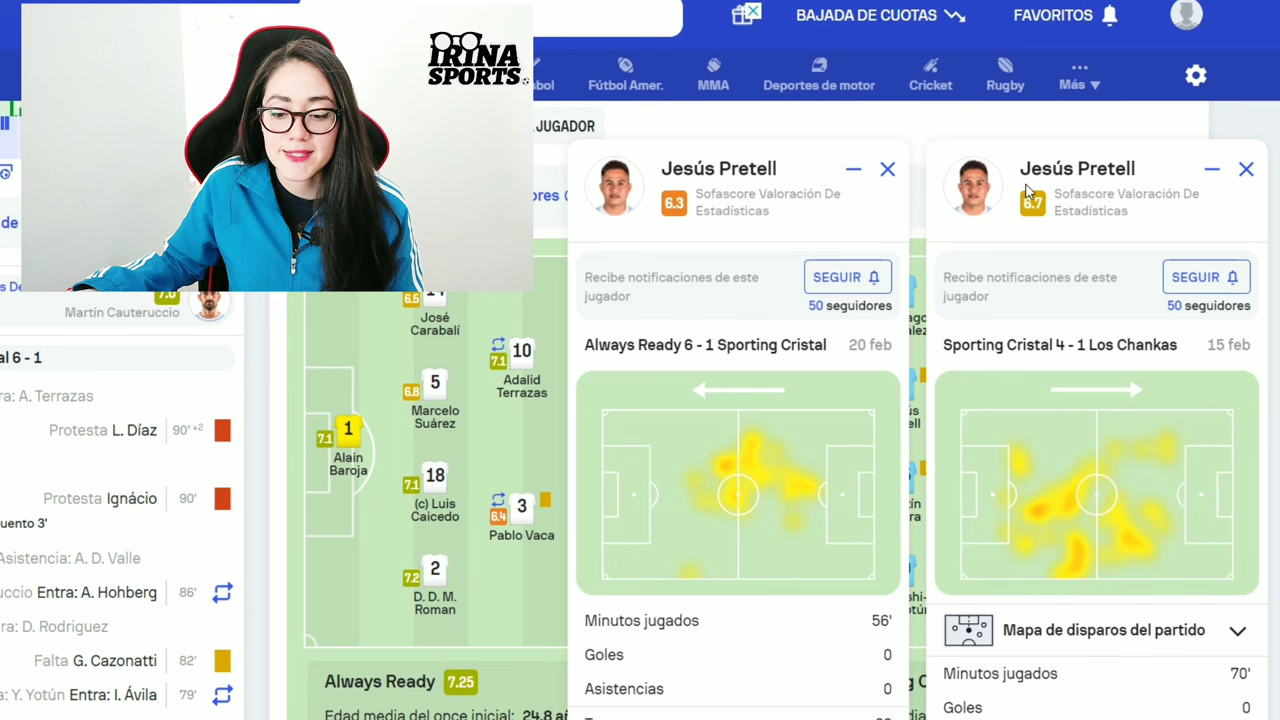 IRINA
SPORTS
BAJADA DE CUOTAS
FAVORITOS
Fútbol Amer.
MMA
Deportes de motor
Cricket
Rugby
Más
JUGADOR
Martín Cauteruccio
6 - 1
A. Terrazas
Protesta L. Díaz 90' +2
Protesta Ignácio 90'
3'
Asistencia: A. D. Valle
Entra: A. Hohberg 86'
D. Rodriguez
Falta G. Cazonatti 82'
Y. Yotún Entra: I. Ávila 79'
6.5
José
Carabalí
10
7.1
Adalid
Terrazas
5
6.8
Marcelo
Suárez
1
7.1
Alain
Baroja
18
7.1
(c) Luis
Caicedo
3
6.4
Pablo Vaca
2
7.2
D. D. M.
Roman
Always Ready 7.25
Edad media del once inicial: 24.8
Jesús Pretell
6.3
Sofascore Valoración De
Estadísticas
Recibe notificaciones de este
jugador
SEGUIR
50 seguidores
Always Ready 6 - 1 Sporting Cristal 20 feb
Minutos jugados 56'
Goles 0
Asistencias 0
Jesús Pretell
6.7
Sofascore Valoración De
Estadísticas
Recibe notificaciones de este
jugador
SEGUIR
50 seguidores
Sporting Cristal 4 - 1 Los Chankas 15 feb
Mapa de disparos del partido
Minutos jugados 70'
Goles 0